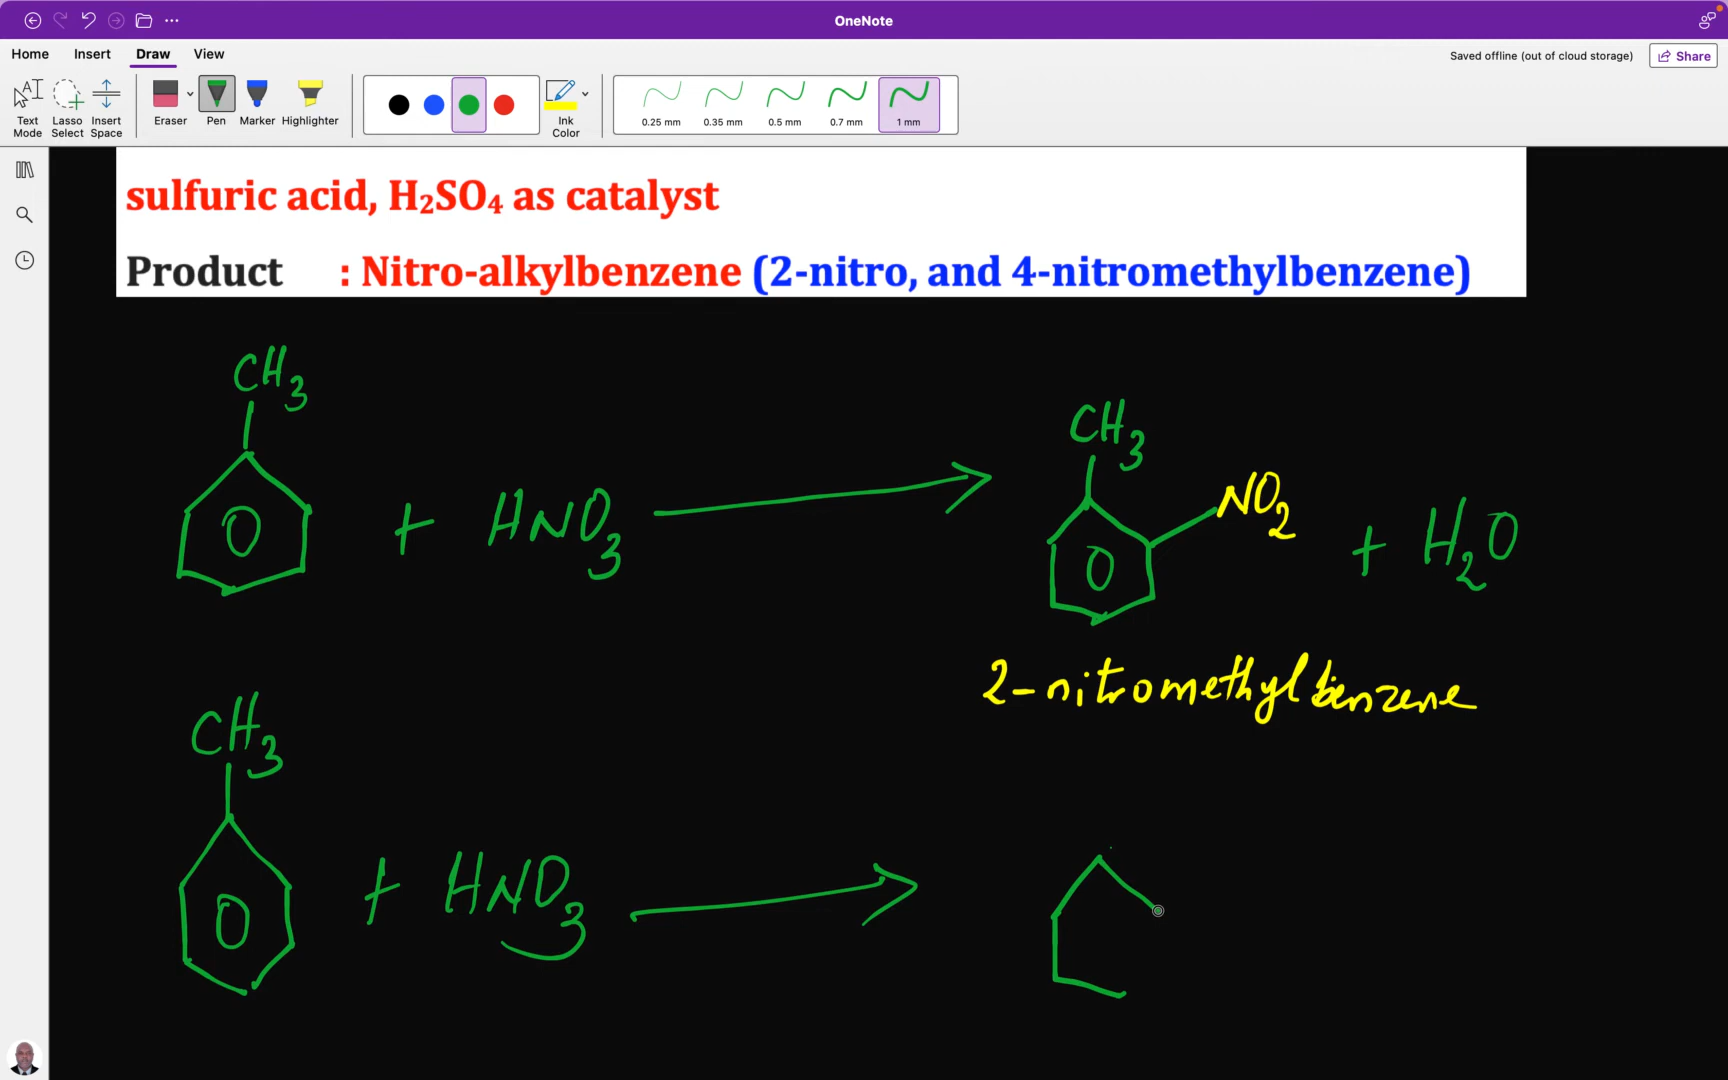 OneNote
Home Insert Draw View
Saved offline (out of cloud storage) Share
Text Mode
Lasso Select
Insert Space
Eraser
Pen
Marker
Highlighter
Ink Color
0.25 mm 0.35 mm 0.5 mm 0.7 mm 1 mm
sulfuric acid, H₂SO₄ as catalyst
Product : Nitro-alkylbenzene (2-nitro, and 4-nitromethylbenzene)
CH₃
+ HNO₃
CH₃
NO₂
+ H₂O
2-nitromethylbenzene
CH₃
+ HNO₃